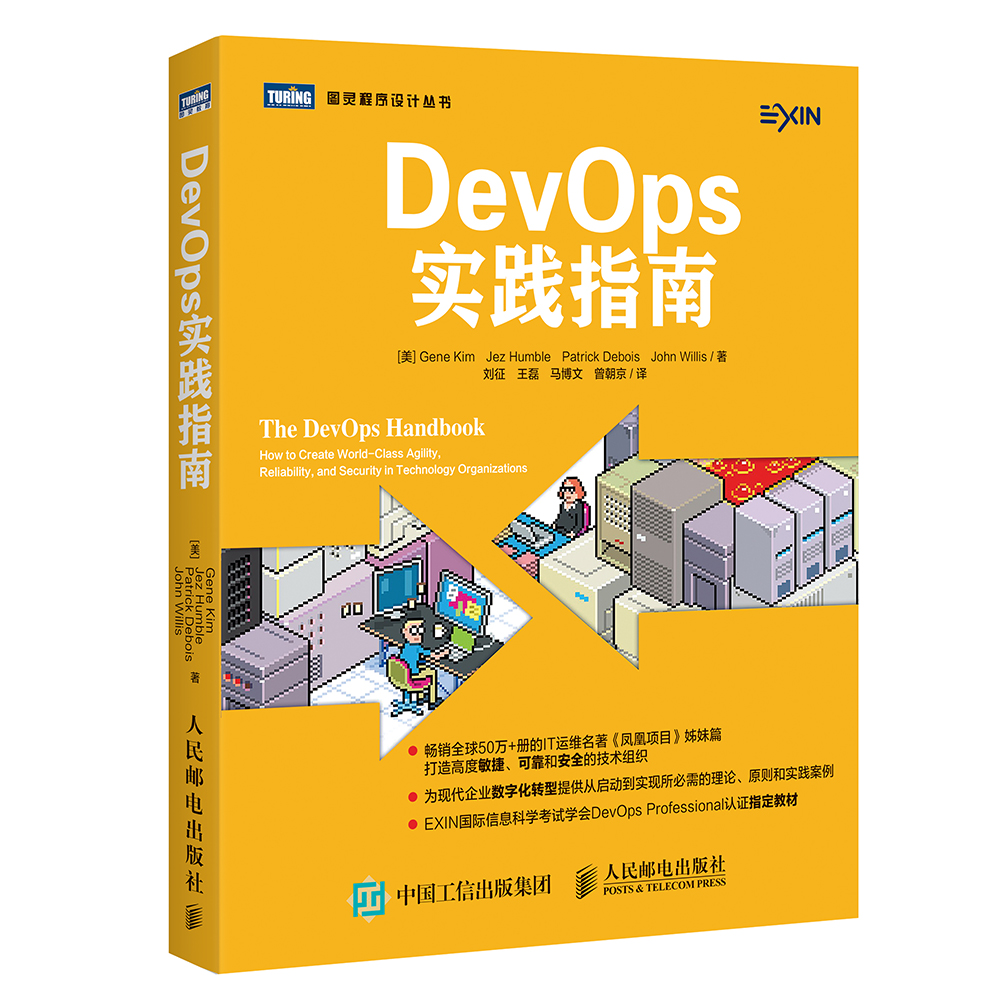 TURING
图灵程序设计丛书
EXIN
DevOps
实践指南
[美] Gene Kim Jez Humble Patrick Debois John Willis / 著
刘征 王磊 马博文 曾朝京 / 译
The DevOps Handbook
How to Create World-Class Agility,
Reliability, and Security in Technology Organizations
畅销全球50万+册的IT运维名著《凤凰项目》姊妹篇
打造高度敏捷、可靠和安全的技术组织
为现代企业数字化转型提供从启动到实现所必需的理论、原则和实践案例
EXIN国际信息科学考试学会DevOps Professional认证指定教材
中国工信出版集团
人民邮电出版社
POSTS & TELECOM PRESS
TURING
图灵教育
DevOps实践指南
[美]
Gene Kim
Jez Humble
Patrick Debois
John Willis
著
人民邮电出版社